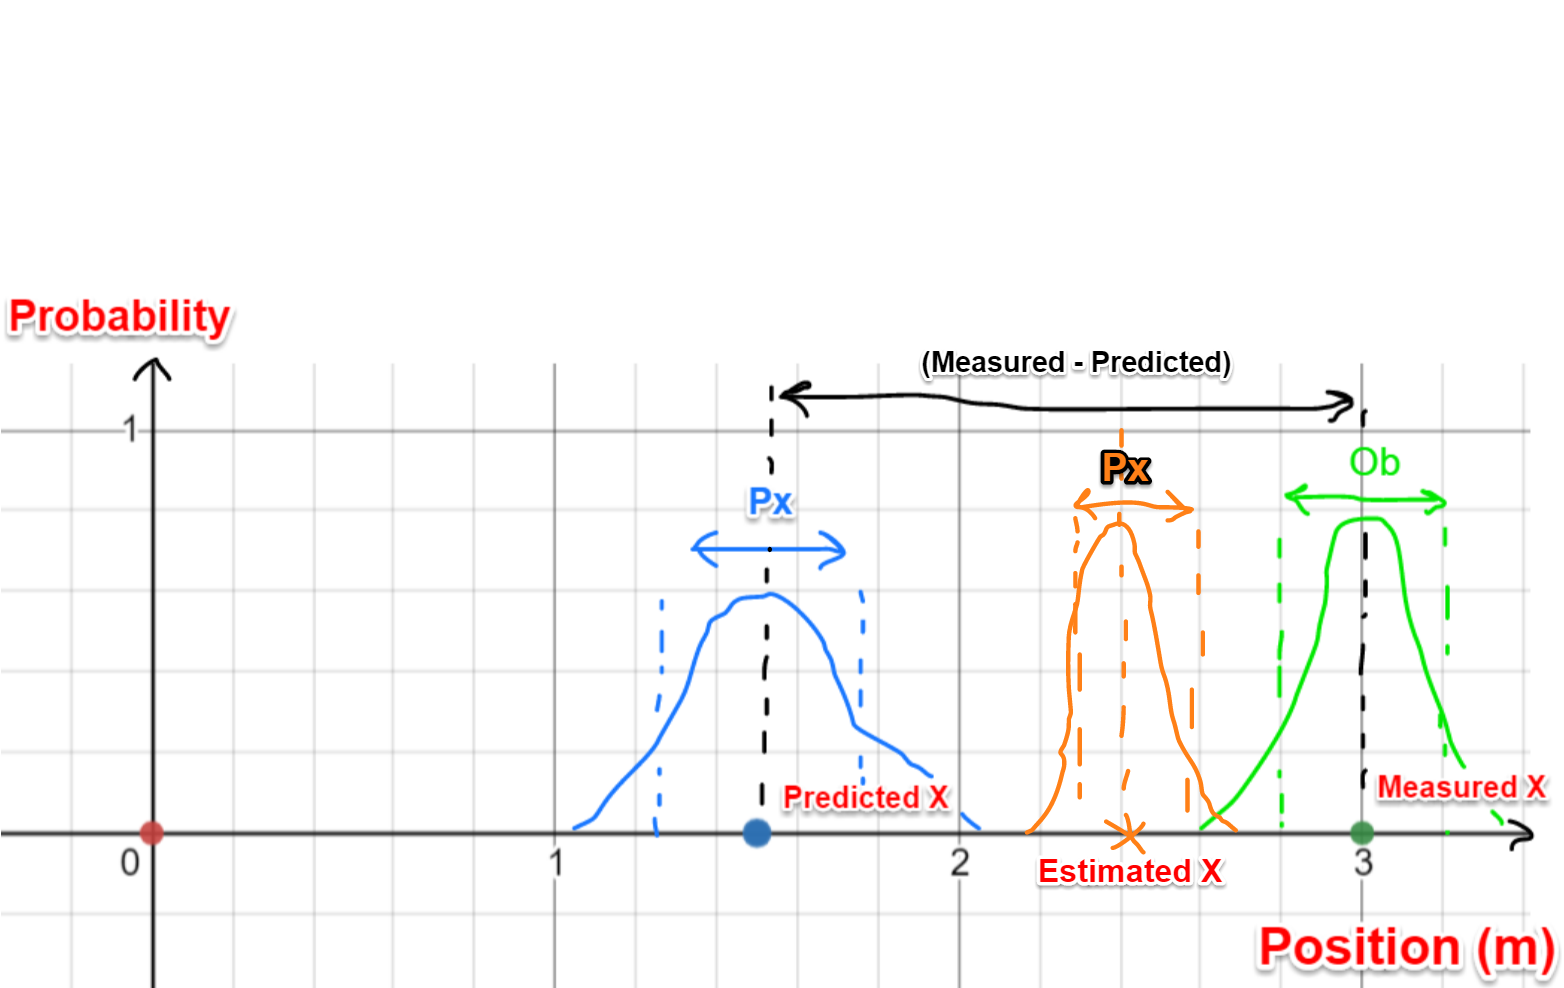 Probability
(Measured - Predicted)
1
Px
Ob
Px
Predicted X
Measured X
0
1
2
3
Estimated X
Position (m)